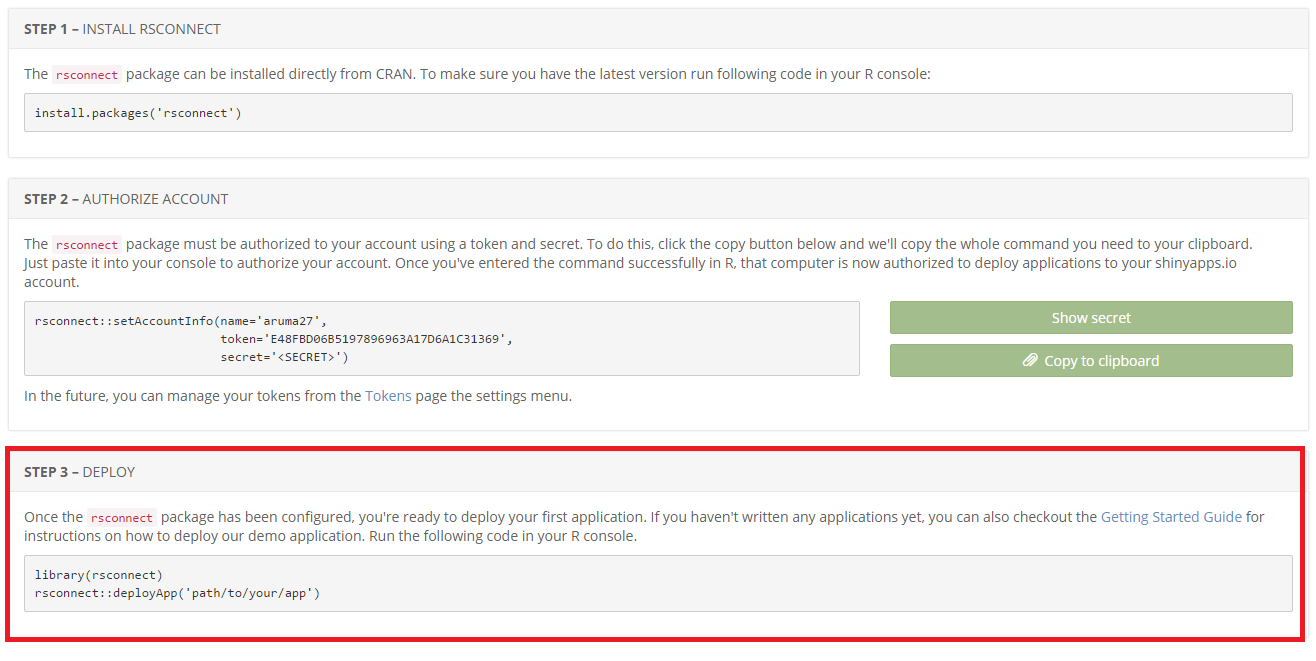 STEP 1 – INSTALL RSCONNECT
The rsconnect package can be installed directly from CRAN. To make sure you have the latest version run following code in your R console:
install.packages('rsconnect')
STEP 2 – AUTHORIZE ACCOUNT
The rsconnect package must be authorized to your account using a token and secret. To do this, click the copy button below and we'll copy the whole command you need to your clipboard.
Just paste it into your console to authorize your account. Once you've entered the command successfully in R, that computer is now authorized to deploy applications to your shinyapps.io
account.
rsconnect::setAccountInfo(name='aruma27',
token='E48FBD06B5197896963A17D6A1C31369',
secret='<SECRET>')
Show secret
Copy to clipboard
In the future, you can manage your tokens from the Tokens page the settings menu.
STEP 3 – DEPLOY
Once the rsconnect package has been configured, you're ready to deploy your first application. If you haven't written any applications yet, you can also checkout the Getting Started Guide for
instructions on how to deploy our demo application. Run the following code in your R console.
library(rsconnect)
rsconnect::deployApp('path/to/your/app')